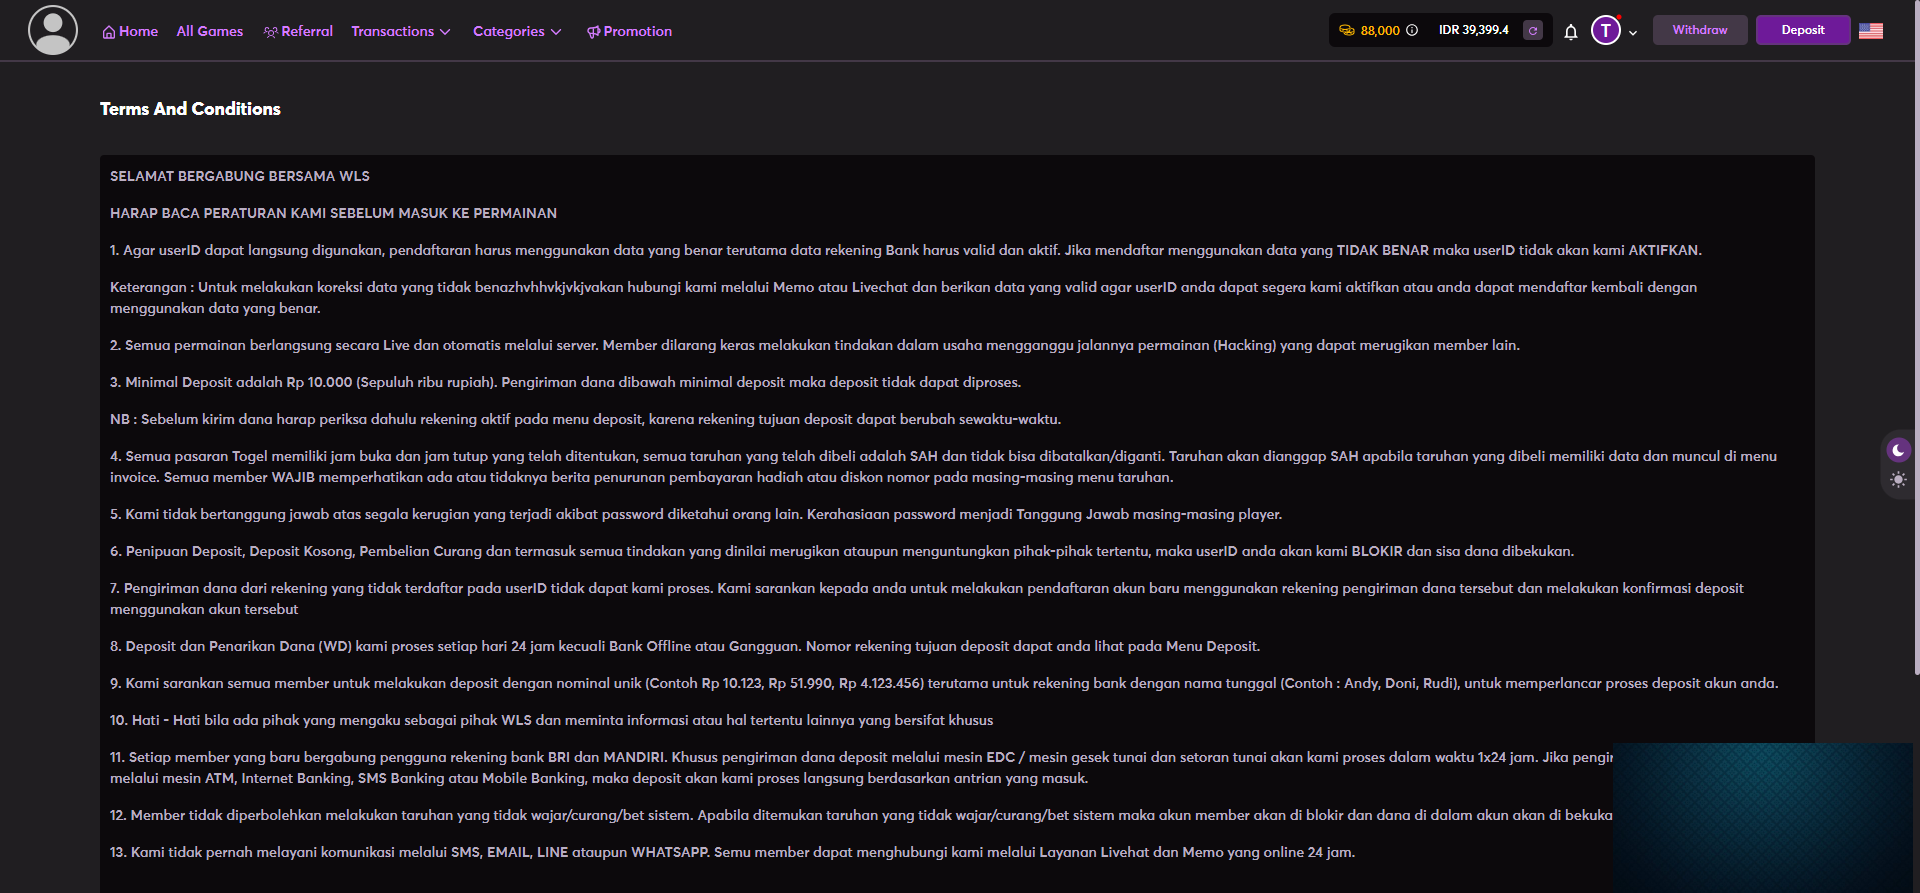 Home All Games Referral Transactions Categories Promotion 88,000 IDR 39,399.4 T Withdraw Deposit
Terms And Conditions
SELAMAT BERGABUNG BERSAMA WLS
HARAP BACA PERATURAN KAMI SEBELUM MASUK KE PERMAINAN
1. Agar userID dapat langsung digunakan, pendaftaran harus menggunakan data yang benar terutama data rekening Bank harus valid dan aktif. Jika mendaftar menggunakan data yang TIDAK BENAR maka userID tidak akan kami AKTIFKAN.
Keterangan : Untuk melakukan koreksi data yang tidak benazhvhhvkjvkjvakan hubungi kami melalui Memo atau Livechat dan berikan data yang valid agar userID anda dapat segera kami aktifkan atau anda dapat mendaftar kembali dengan
menggunakan data yang benar.
2. Semua permainan berlangsung secara Live dan otomatis melalui server. Member dilarang keras melakukan tindakan dalam usaha mengganggu jalannya permainan (Hacking) yang dapat merugikan member lain.
3. Minimal Deposit adalah Rp 10.000 (Sepuluh ribu rupiah). Pengiriman dana dibawah minimal deposit maka deposit tidak dapat diproses.
NB : Sebelum kirim dana harap periksa dahulu rekening aktif pada menu deposit, karena rekening tujuan deposit dapat berubah sewaktu-waktu.
4. Semua pasaran Togel memiliki jam buka dan jam tutup yang telah ditentukan, semua taruhan yang telah dibeli adalah SAH dan tidak bisa dibatalkan/diganti. Taruhan akan dianggap SAH apabila taruhan yang dibeli memiliki data dan muncul di menu
invoice. Semua member WAJIB memperhatikan ada atau tidaknya berita penurunan pembayaran hadiah atau diskon nomor pada masing-masing menu taruhan.
5. Kami tidak bertanggung jawab atas segala kerugian yang terjadi akibat password diketahui orang lain. Kerahasiaan password menjadi Tanggung Jawab masing-masing player.
6. Penipuan Deposit, Deposit Kosong, Pembelian Curang dan termasuk semua tindakan yang dinilai merugikan ataupun menguntungkan pihak-pihak tertentu, maka userID anda akan kami BLOKIR dan sisa dana dibekukan.
7. Pengiriman dana dari rekening yang tidak terdaftar pada userID tidak dapat kami proses. Kami sarankan kepada anda untuk melakukan pendaftaran akun baru menggunakan rekening pengiriman dana tersebut dan melakukan konfirmasi deposit
menggunakan akun tersebut
8. Deposit dan Penarikan Dana (WD) kami proses setiap hari 24 jam kecuali Bank Offline atau Gangguan. Nomor rekening tujuan deposit dapat anda lihat pada Menu Deposit.
9. Kami sarankan semua member untuk melakukan deposit dengan nominal unik (Contoh Rp 10.123, Rp 51.990, Rp 4.123.456) terutama untuk rekening bank dengan nama tunggal (Contoh : Andy, Doni, Rudi), untuk memperlancar proses deposit akun anda.
10. Hati - Hati bila ada pihak yang mengaku sebagai pihak WLS dan meminta informasi atau hal tertentu lainnya yang bersifat khusus
11. Setiap member yang baru bergabung pengguna rekening bank BRI dan MANDIRI. Khusus pengiriman dana deposit melalui mesin EDC / mesin gesek tunai dan setoran tunai akan kami proses dalam waktu 1x24 jam. Jika
melalui mesin ATM, Internet Banking, SMS Banking atau Mobile Banking, maka deposit akan kami proses langsung berdasarkan antrian yang masuk.
12. Member tidak diperbolehkan melakukan taruhan yang tidak wajar/curang/bet sistem. Apabila ditemukan taruhan yang tidak wajar/curang/bet sistem maka akun member akan di blokir dan dana di dalam akun akan di
13. Kami tidak pernah melayani komunikasi melalui SMS, EMAIL, LINE ataupun WHATSAPP. Semu member dapat menghubungi kami melalui Layanan Livehat dan Memo yang online 24 jam.